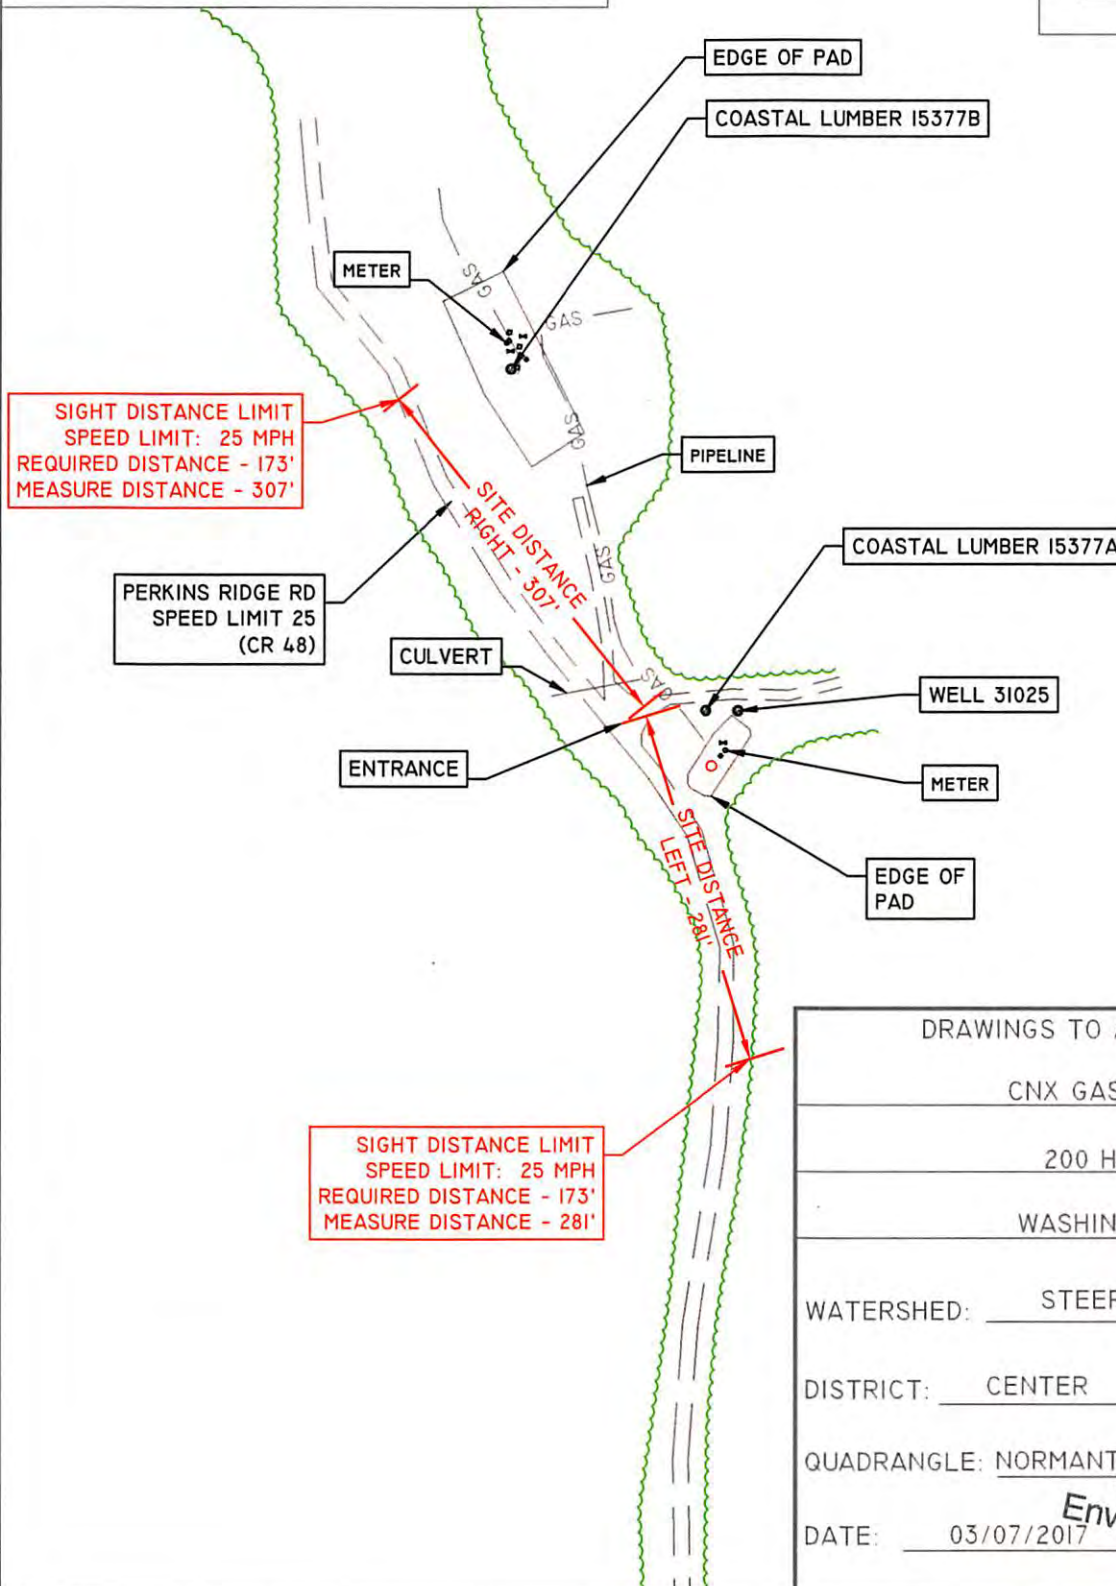 EDGE OF PAD
COASTAL LUMBER 15377B
METER
GAS
GAS
GAS
SIGHT DISTANCE LIMIT
SPEED LIMIT: 25 MPH
REQUIRED DISTANCE - 173'
MEASURE DISTANCE - 307'
PIPELINE
SITE DISTANCE
RIGHT - 307'
GAS
COASTAL LUMBER 15377A
PERKINS RIDGE RD
SPEED LIMIT 25
(CR 48)
CULVERT
GAS
WELL 31025
ENTRANCE
METER
SITE DISTANCE
LEFT - 281'
EDGE OF
PAD
SIGHT DISTANCE LIMIT
SPEED LIMIT: 25 MPH
REQUIRED DISTANCE - 173'
MEASURE DISTANCE - 281'
DRAWINGS TO
CNX GAS
200 H
WASHIN
WATERSHED: STEER
DISTRICT: CENTER
QUADRANGLE: NORMANT
Env
DATE: 03/07/2017